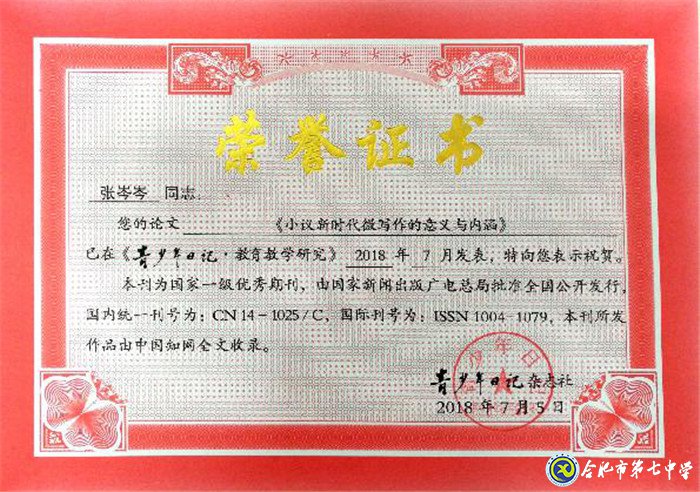 荣誉证书
张岑岑 同志:
您的论文 《小议新时代微写作的意义与内涵》
已在《青少年日记·教育教学研究》 2018 年 7 月发表,特向您表示祝贺。
本刊为国家一级优秀期刊,由国家新闻出版广电总局批准全国公开发行,
国内统一刊号为:CN 14-1025/C,国际刊号为:ISSN 1004-1079,本刊所发
作品由中国知网全文收录。
青少年日记杂志社
2018 年 7 月 5 日
合肥市第七中学